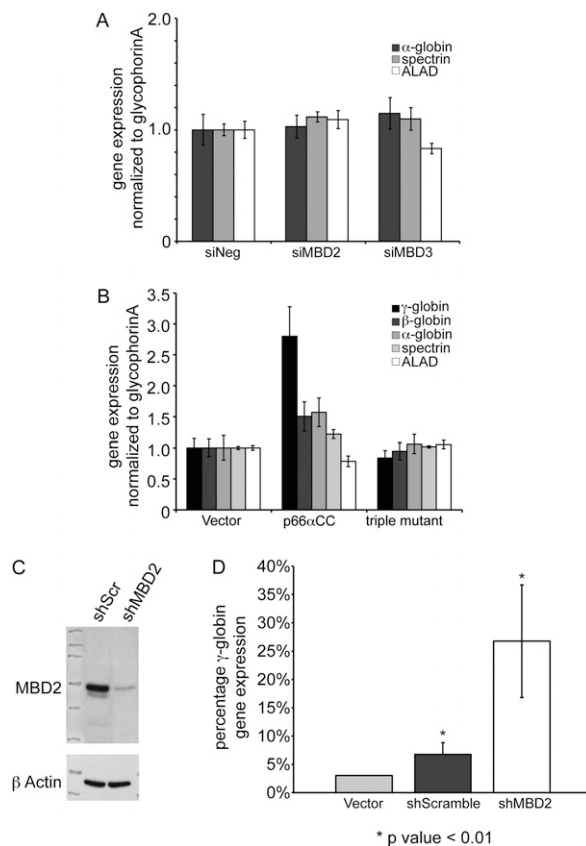 A
α-globin
spectrin
ALAD
gene expression
normalized to glycophorinA
2
1.0
0
siNeg siMBD2 siMBD3
B
γ-globin
β-globin
α-globin
spectrin
ALAD
gene expression
normalized to glycophorinA
3.5
3.0
2.5
2.0
1.5
1.0
0.5
0
Vector p66αCC triple mutant
C
shScr
shMBD2
MBD2
β Actin
D
percentage γ-globin
gene expression
40%
35%
30%
25%
20%
15%
10%
5%
0%
*
*
Vector shScramble shMBD2
* p value < 0.01